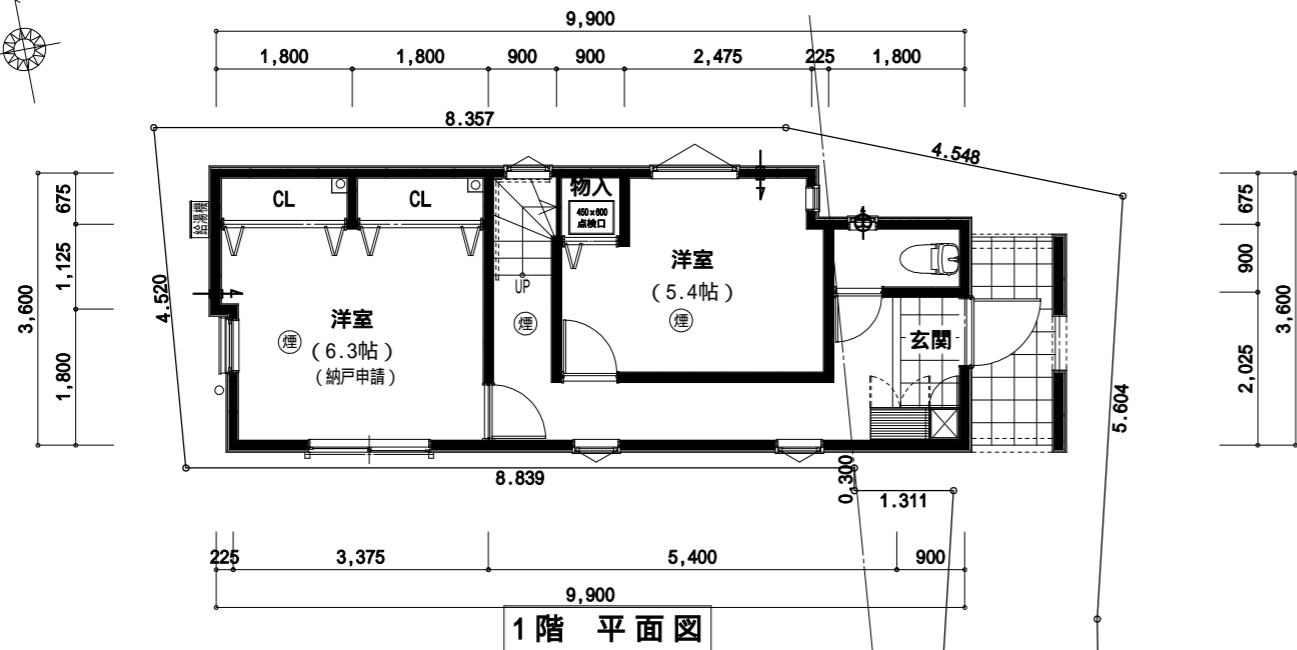 9,900
1,800
1,800
900
900
2,475
225
1,800
8.357
4.548
675
1,125
1,800
3,600
4.520
給湯機
CL
CL
物入
450×600
点検口
洋室
（5.4帖）
煙
UP
煙
洋室
煙
（6.3帖）
（納戸申請）
玄関
675
900
2,025
3,600
5.604
8.839
0.300
1.311
225
3,375
5,400
900
9,900
1階 平面図